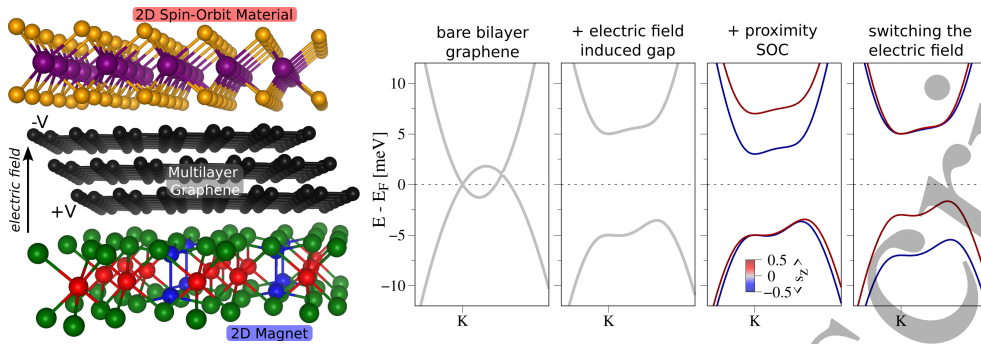 2D Spin-Orbit Material
-V
electric field
Multilayer
Graphene
+V
2D Magnet
bare bilayer
graphene
+ electric field
induced gap
+ proximity
SOC
switching the
electric field
E - E_F [meV]
10
5
0
−5
−10
K
K
K
K
0.5
0
−0.5
< s_z >